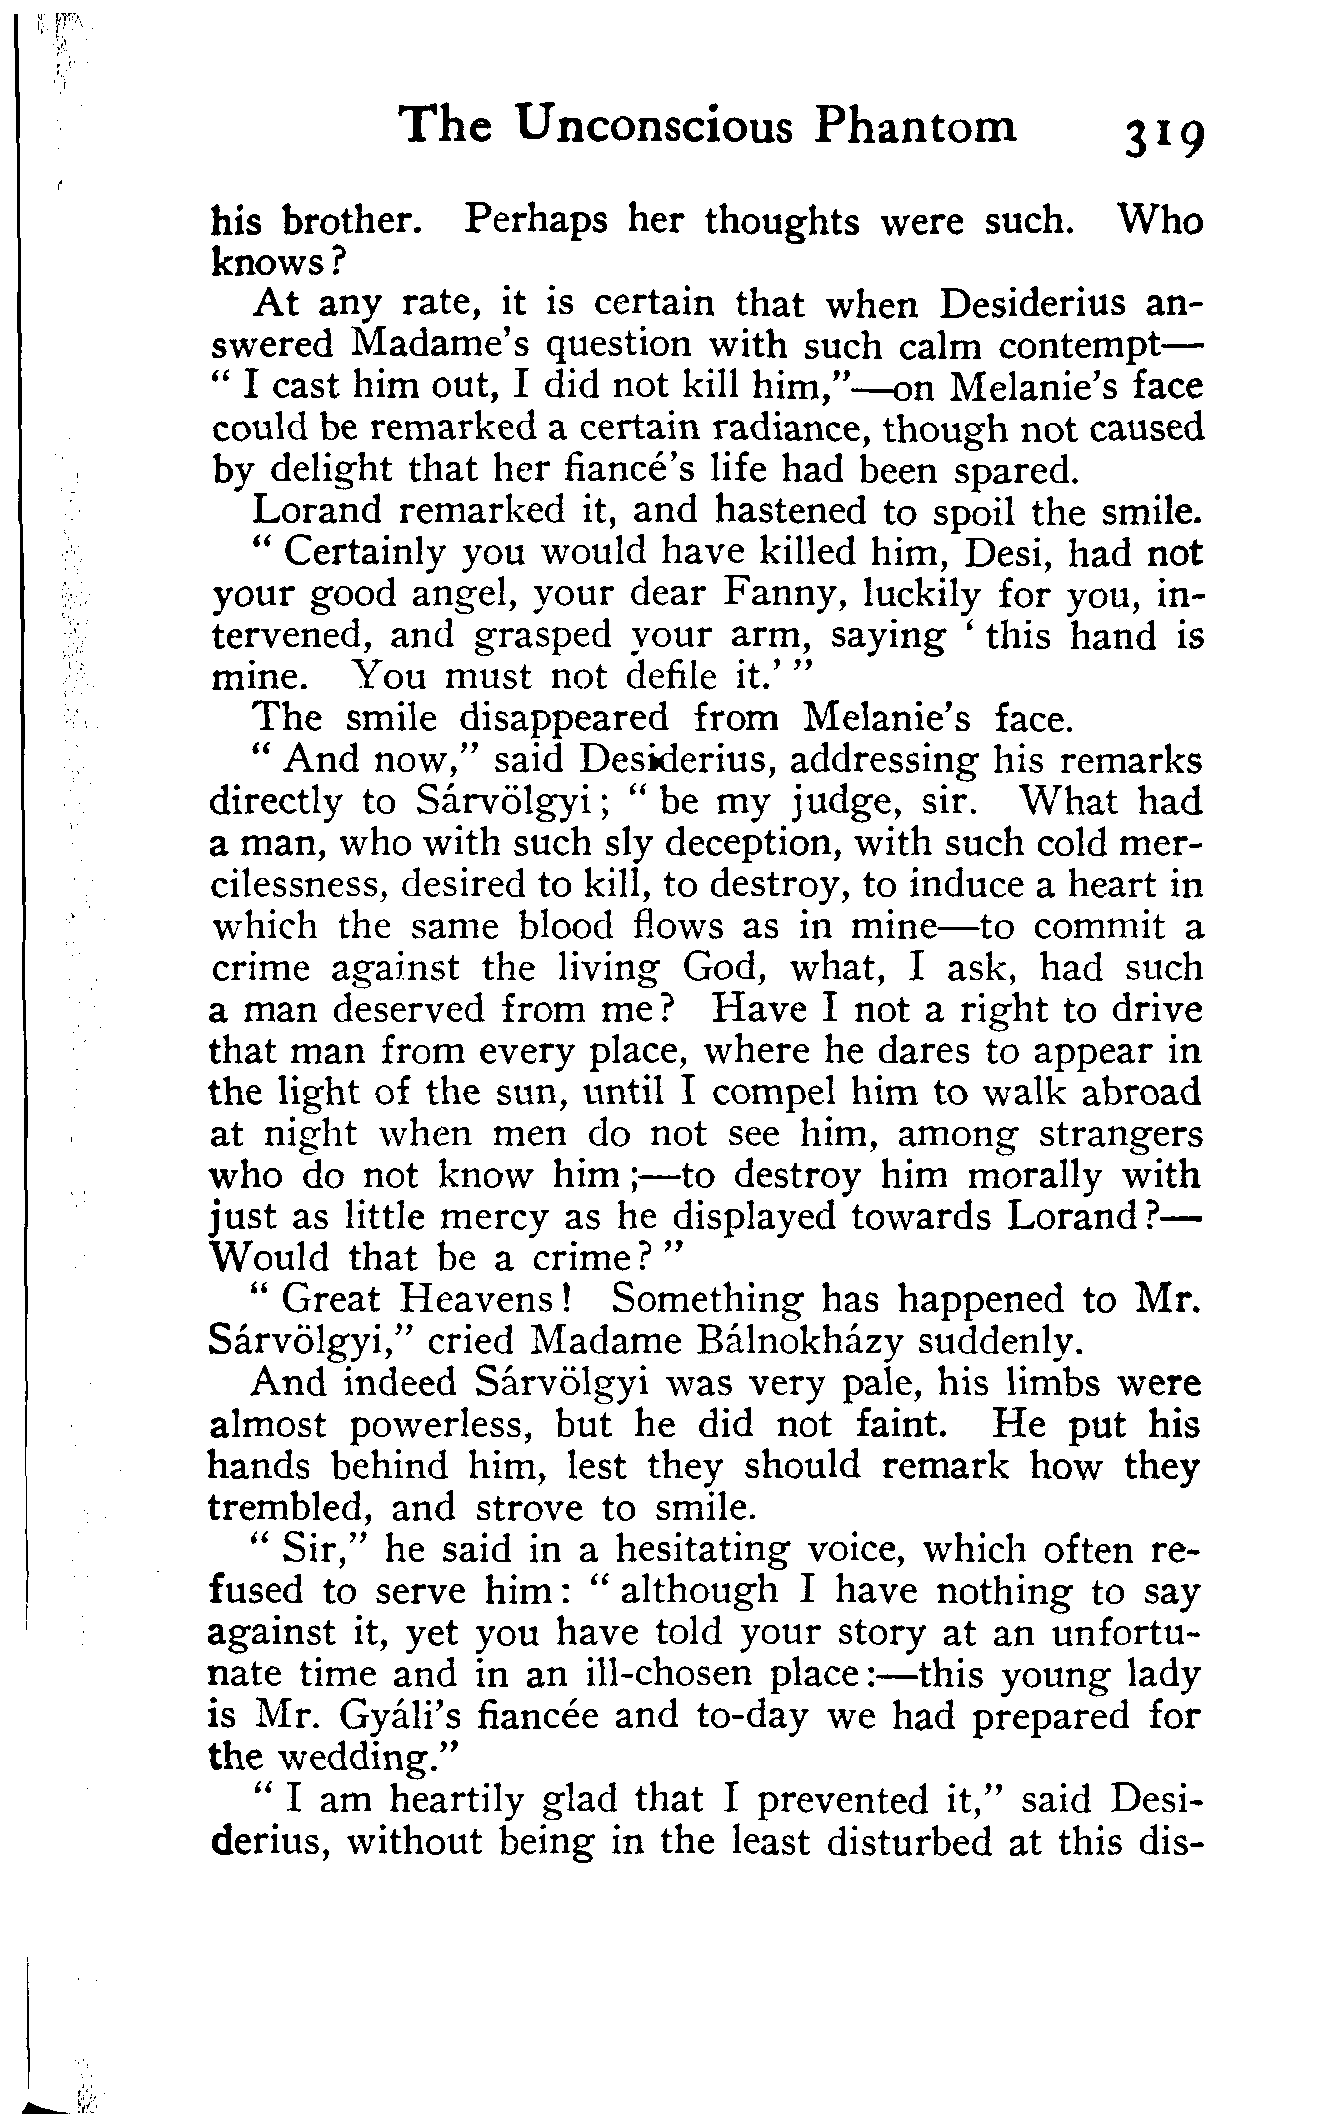 The Unconscious Phantom 319
his brother. Perhaps her thoughts were such. Who
knows?
At any rate, it is certain that when Desiderius an-
swered Madame's question with such calm contempt—
" I cast him out, I did not kill him,"—on Melanie's face
could be remarked a certain radiance, though not caused
by delight that her fiancé's life had been spared.
Lorand remarked it, and hastened to spoil the smile.
" Certainly you would have killed him, Desi, had not
your good angel, your dear Fanny, luckily for you, in-
tervened, and grasped your arm, saying ' this hand is
mine. You must not defile it.' "
The smile disappeared from Melanie's face.
" And now," said Desiderius, addressing his remarks
directly to Sárvölgyi; " be my judge, sir. What had
a man, who with such sly deception, with such cold mer-
cilessness, desired to kill, to destroy, to induce a heart in
which the same blood flows as in mine—to commit a
crime against the living God, what, I ask, had such
a man deserved from me? Have I not a right to drive
that man from every place, where he dares to appear in
the light of the sun, until I compel him to walk abroad
at night when men do not see him, among strangers
who do not know him;—to destroy him morally with
just as little mercy as he displayed towards Lorand?—
Would that be a crime? "
" Great Heavens! Something has happened to Mr.
Sárvölgyi," cried Madame Bálnokházy suddenly.
And indeed Sárvölgyi was very pale, his limbs were
almost powerless, but he did not faint. He put his
hands behind him, lest they should remark how they
trembled, and strove to smile.
" Sir," he said in a hesitating voice, which often re-
fused to serve him: " although I have nothing to say
against it, yet you have told your story at an unfortu-
nate time and in an ill-chosen place:—this young lady
is Mr. Gyáli's fiancée and to-day we had prepared for
the wedding."
" I am heartily glad that I prevented it," said Desi-
derius, without being in the least disturbed at this dis-